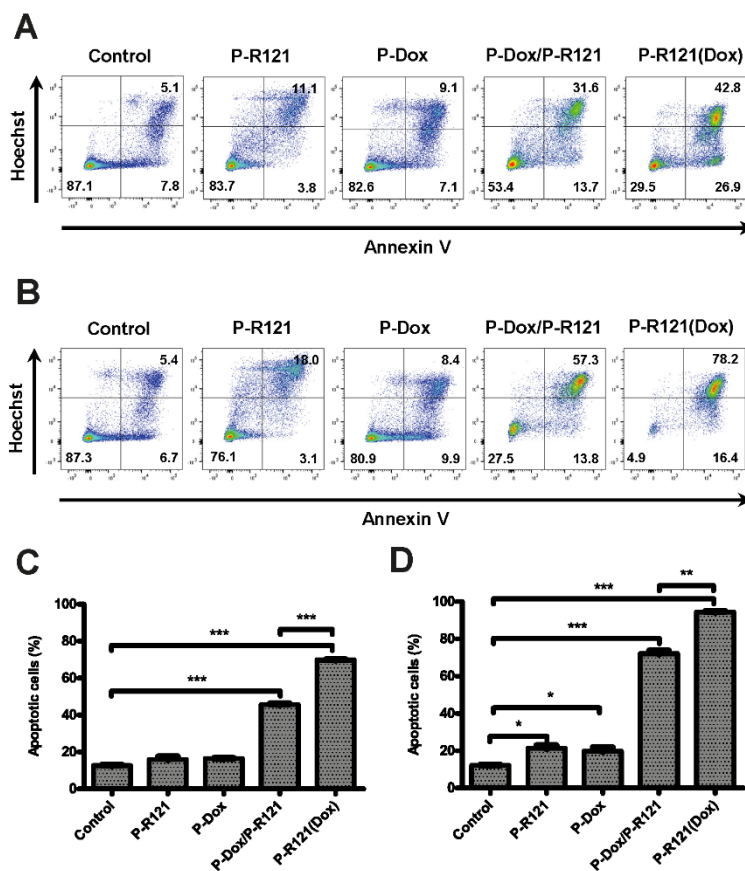 A
Control P-R121 P-Dox P-Dox/P-R121 P-R121(Dox)
5.1 11.1 9.1 31.6 42.8
Hoechst
87.1 7.8 83.7 3.8 82.6 7.1 53.4 13.7 29.5 26.9
Annexin V
B
Control P-R121 P-Dox P-Dox/P-R121 P-R121(Dox)
5.4 18.0 8.4 57.3 78.2
Hoechst
87.3 6.7 76.1 3.1 80.9 9.9 27.5 13.8 4.9 16.4
Annexin V
C
Apoptotic cells (%)
100
80
60
40
20
0
***
***
***
Control P-R121 P-Dox P-Dox/P-R121 P-R121(Dox)
D
Apoptotic cells (%)
100
80
60
40
20
0
**
***
***
*
*
Control P-R121 P-Dox P-Dox/P-R121 P-R121(Dox)